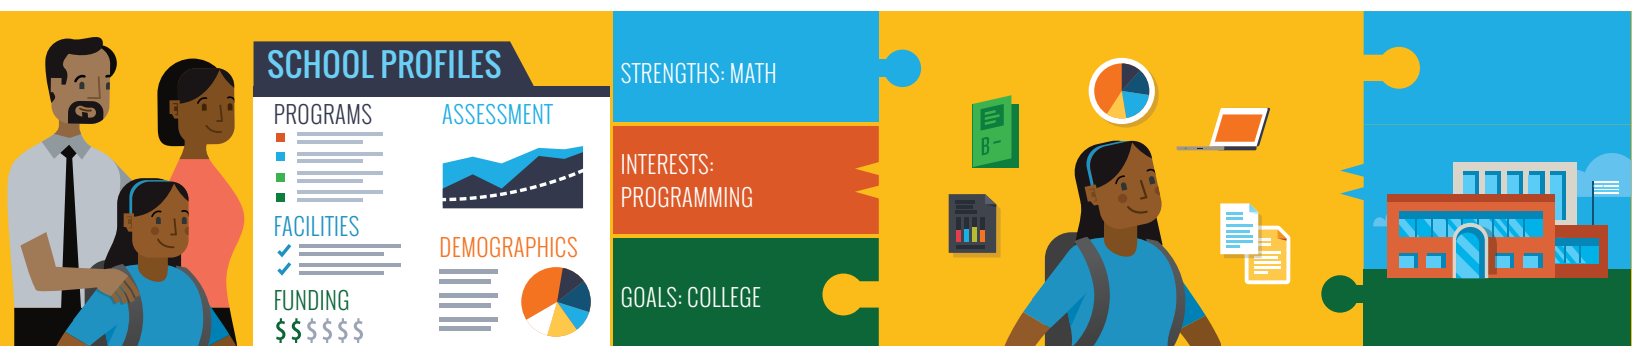 SCHOOL PROFILES
PROGRAMS
FACILITIES
FUNDING
$$$$$$
ASSESSMENT
DEMOGRAPHICS
STRENGTHS: MATH
INTERESTS:
PROGRAMMING
GOALS: COLLEGE
B-